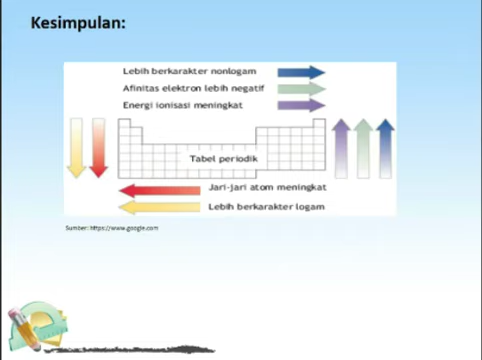 Kesimpulan:
Lebih berkarakter nonlogam
Afinitas elektron lebih negatif
Energi ionisasi meningkat
Tabel periodik
Jari-jari atom meningkat
Lebih berkarakter logam
Sumber: https://www.google.com